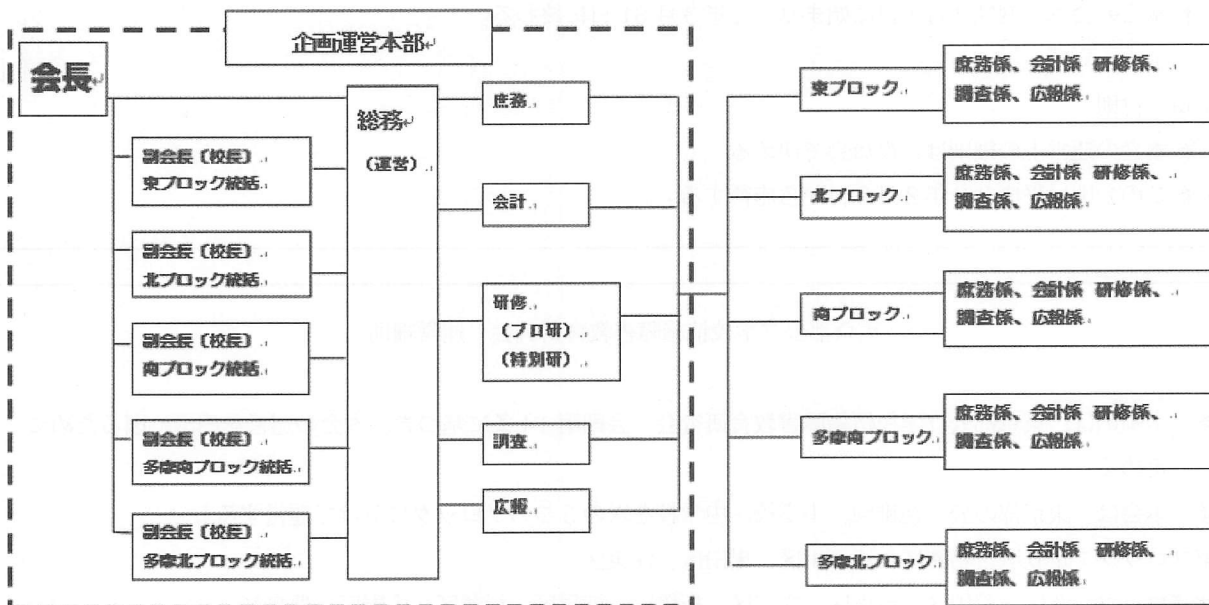 企画運営本部
会長
副会長〔校長〕
東ブロック統括
副会長〔校長〕
北ブロック統括
副会長〔校長〕
南ブロック統括
副会長〔校長〕
多摩南ブロック統括
副会長〔校長〕
多摩北ブロック統括
総務
（運営）
庶務
会計
研修
（ブロ研）
（特別研）
調査
広報
東ブロック
庶務係、会計係　研修係、
調査係、広報係
北ブロック
庶務係、会計係　研修係、
調査係、広報係
南ブロック
庶務係、会計係　研修係、
調査係、広報係
多摩南ブロック
庶務係、会計係　研修係、
調査係、広報係
多摩北ブロック
庶務係、会計係　研修係、
調査係、広報係